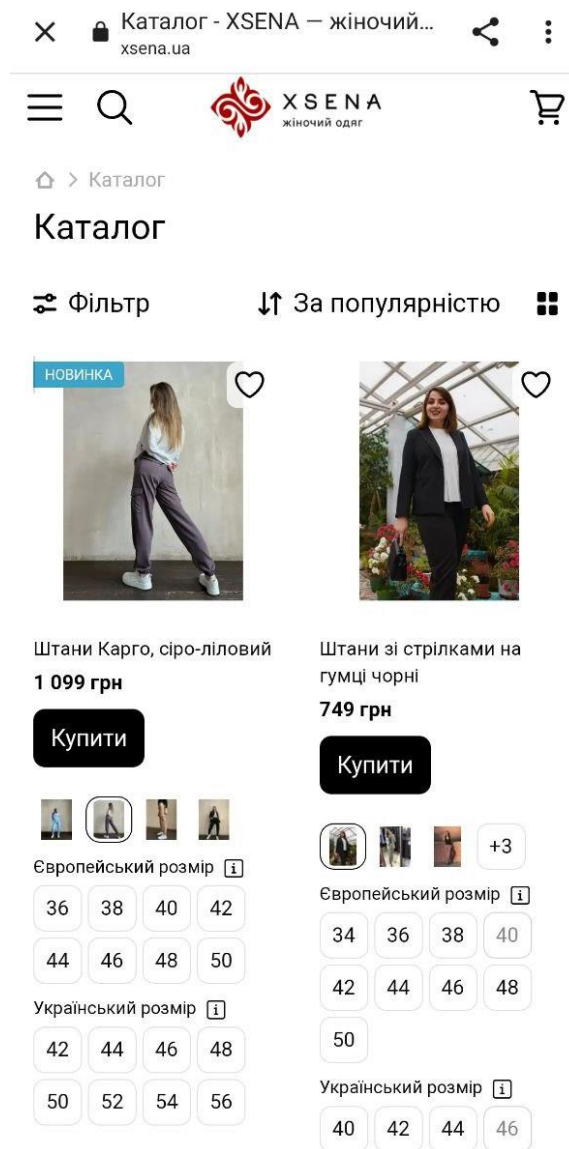 Каталог - XSENA — жіночий...
xsena.ua
XSENA
жіночий одяг
Каталог
Каталог
Фільтр
За популярністю
НОВИНКА
Штани Карго, сіро-ліловий
1 099 грн
Купити
Європейський розмір
36 38 40 42
44 46 48 50
Український розмір
42 44 46 48
50 52 54 56
Штани зі стрілками на
гумці чорні
749 грн
Купити
+3
Європейський розмір
34 36 38 40
42 44 46 48
50
Український розмір
40 42 44 46